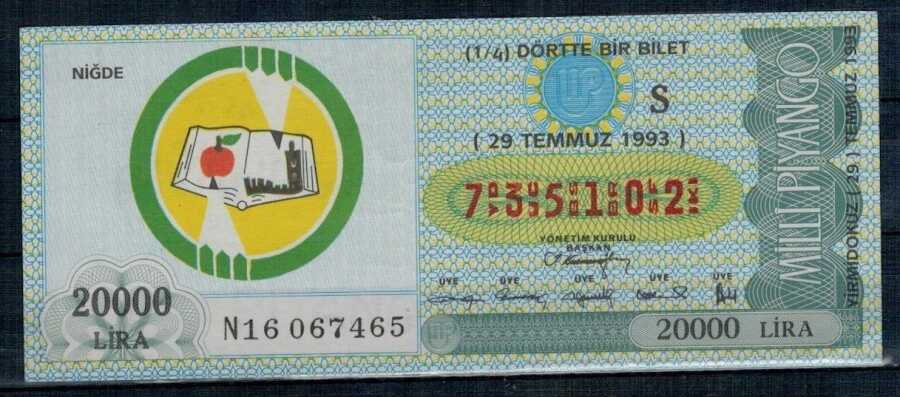 NİĞDE
20000
LİRA
N16 067465
(1/4) DÖRTTE BİR BİLET
MP
S
( 29 TEMMUZ 1993 )
7 3 5 1 0 2
YÖNETİM KURULU
BAŞKAN
ÜYE ÜYE ÜYE ÜYE ÜYE
MP
20000 LİRA
MİLLİ PİYANGO
YİRMİDOKUZ ( 29 ) TEMMUZ 1993